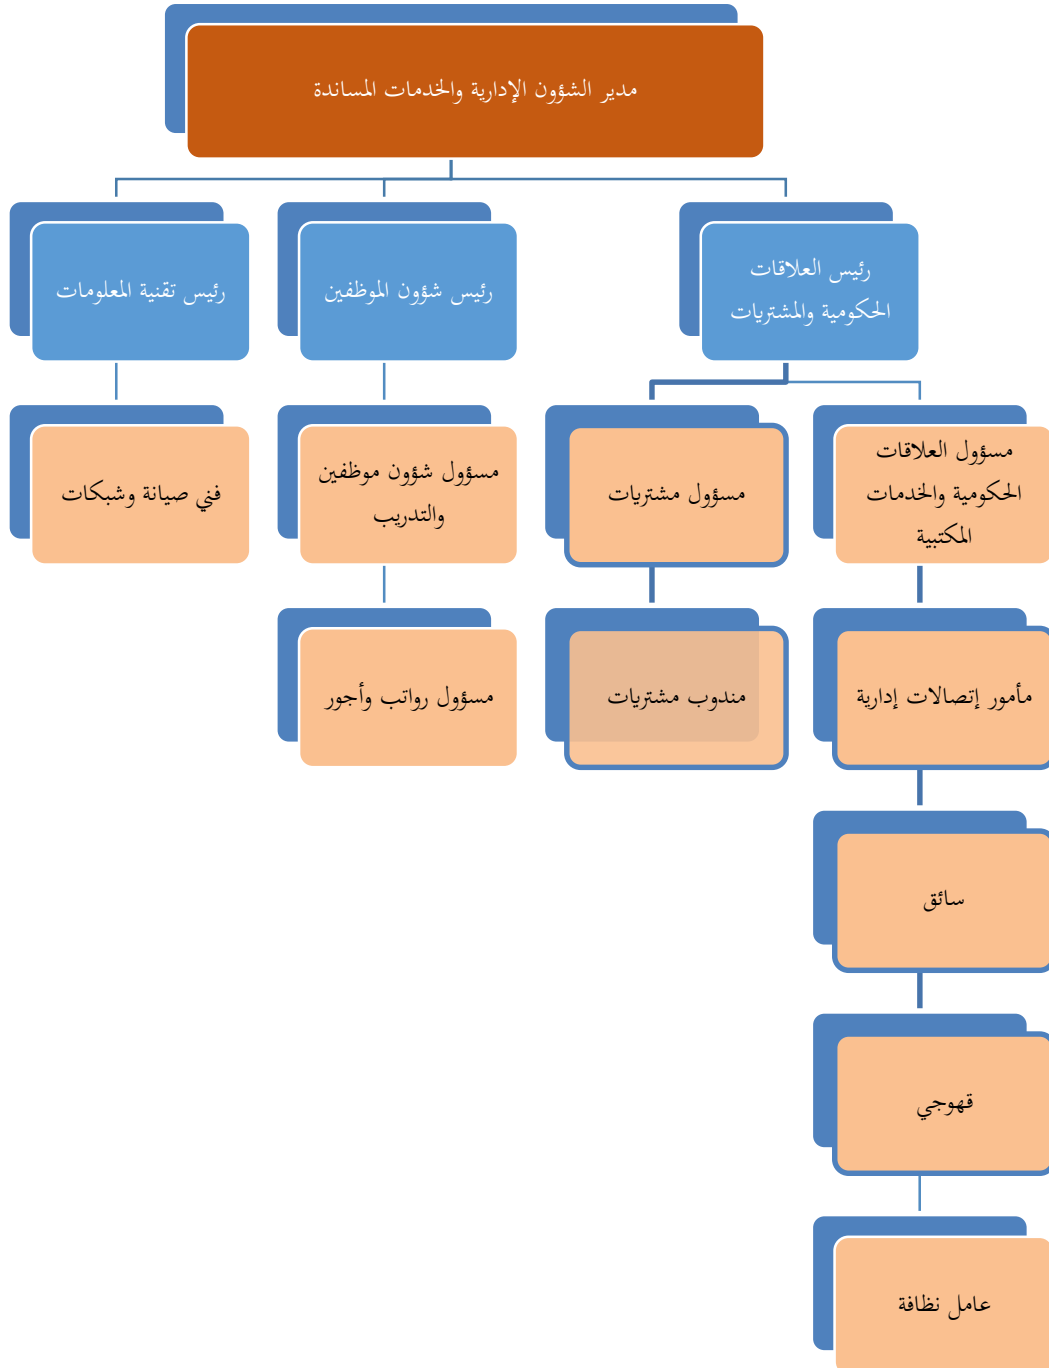 مدير الشؤون الإدارية والخدمات المساندة
رئيس العلاقات
الحكومية والمشتريات
رئيس شؤون الموظفين
رئيس تقنية المعلومات
مسؤول العلاقات
الحكومية والخدمات
المكتبية
مسؤول مشتريات
مسؤول شؤون موظفين
والتدريب
فني صيانة وشبكات
مأمور إتصالات إدارية
مندوب مشتريات
مسؤول رواتب وأجور
سائق
قهوجي
عامل نظافة